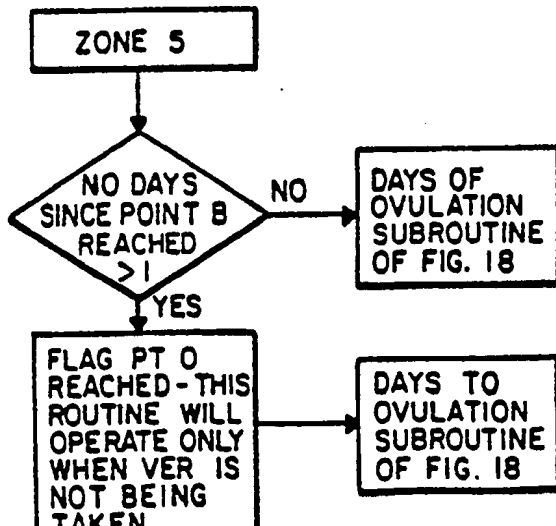 ZONE 5
NO DAYS
SINCE POINT B
REACHED
>1
NO
DAYS OF
OVULATION
SUBROUTINE
OF FIG. 18
YES
FLAG PT O
REACHED-THIS
ROUTINE WILL
OPERATE ONLY
WHEN VER IS
NOT BEING
TAKEN
DAYS TO
OVULATION
SUBROUTINE
OF FIG. 18